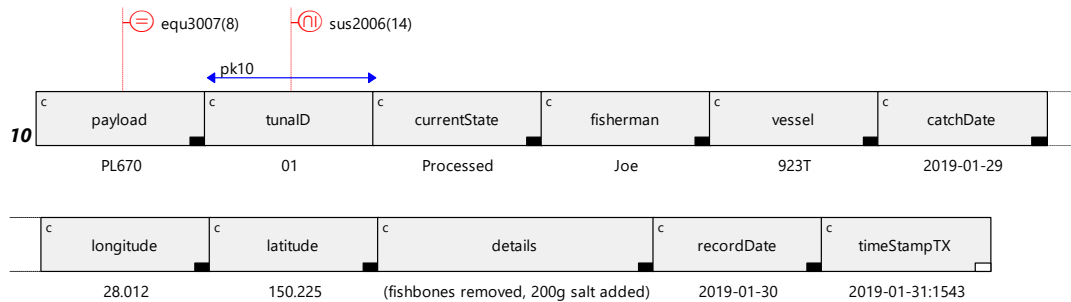 = equ3007(8) ⋂| sus2006(14)
pk10
c payload c tunaID c currentState c fisherman c vessel c catchDate
10
PL670 01 Processed Joe 923T 2019-01-29
c longitude c latitude c details c recordDate c timeStampTX
28.012 150.225 (fishbones removed, 200g salt added) 2019-01-30 2019-01-31:1543